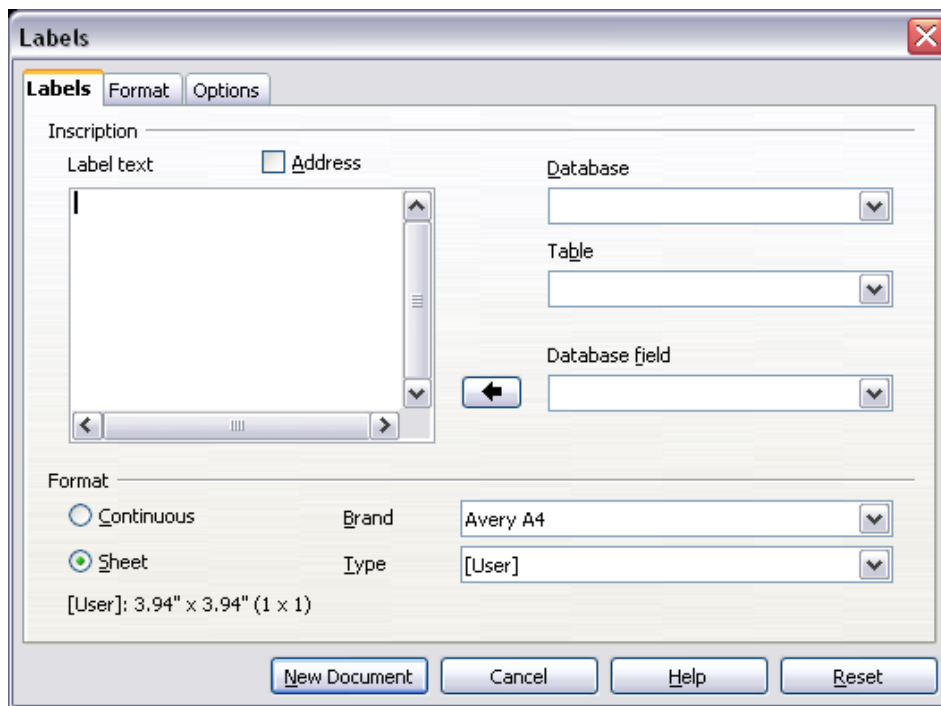 Labels
Labels Format Options
Inscription
Label text Address Database
Table
Database field
Format
Continuous Brand Avery A4
Sheet Type [User]
[User]: 3.94" x 3.94" (1 x 1)
New Document Cancel Help Reset